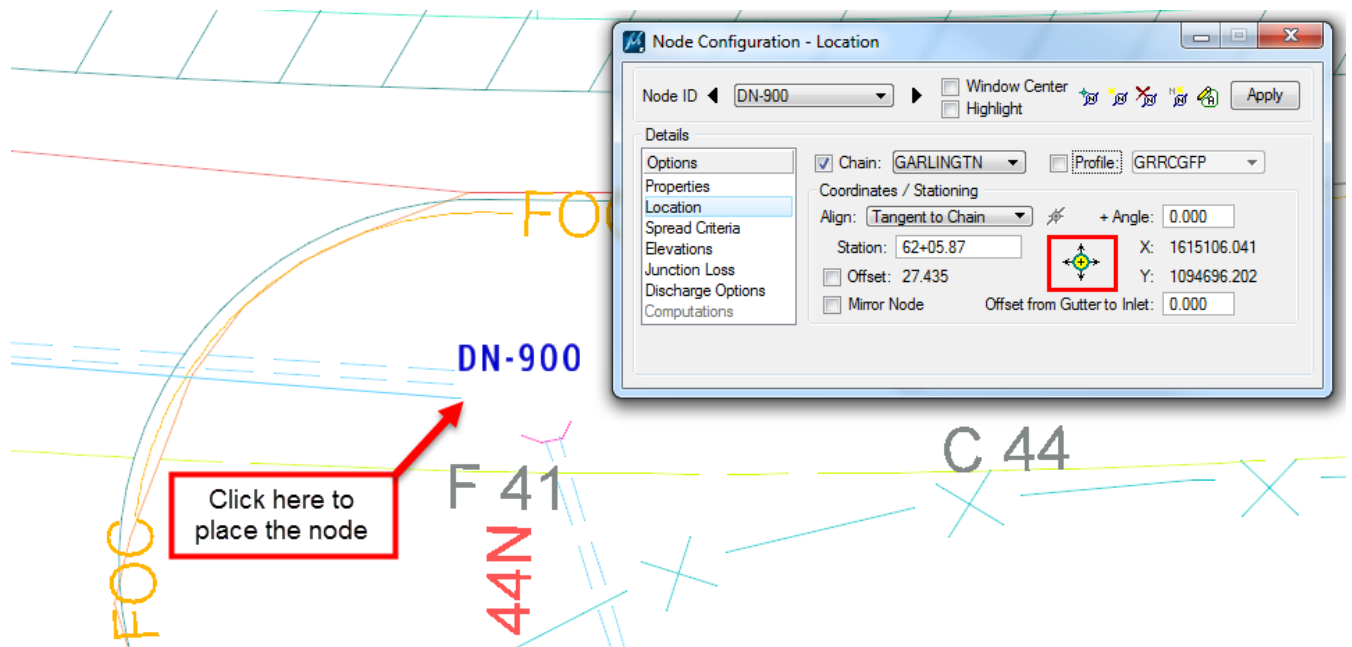 Node Configuration - Location
Node ID DN-900 Window Center Highlight Apply
Details
Options
Properties
Location
Spread Criteria
Elevations
Junction Loss
Discharge Options
Computations
Chain: GARLINGTN Profile: GRRCGFP
Coordinates / Stationing
Align: Tangent to Chain + Angle: 0.000
Station: 62+05.87 X: 1615106.041
Offset: 27.435 Y: 1094696.202
Mirror Node Offset from Gutter to Inlet: 0.000
DN-900
C 44
F 41
Click here to
place the node
44N
FOC